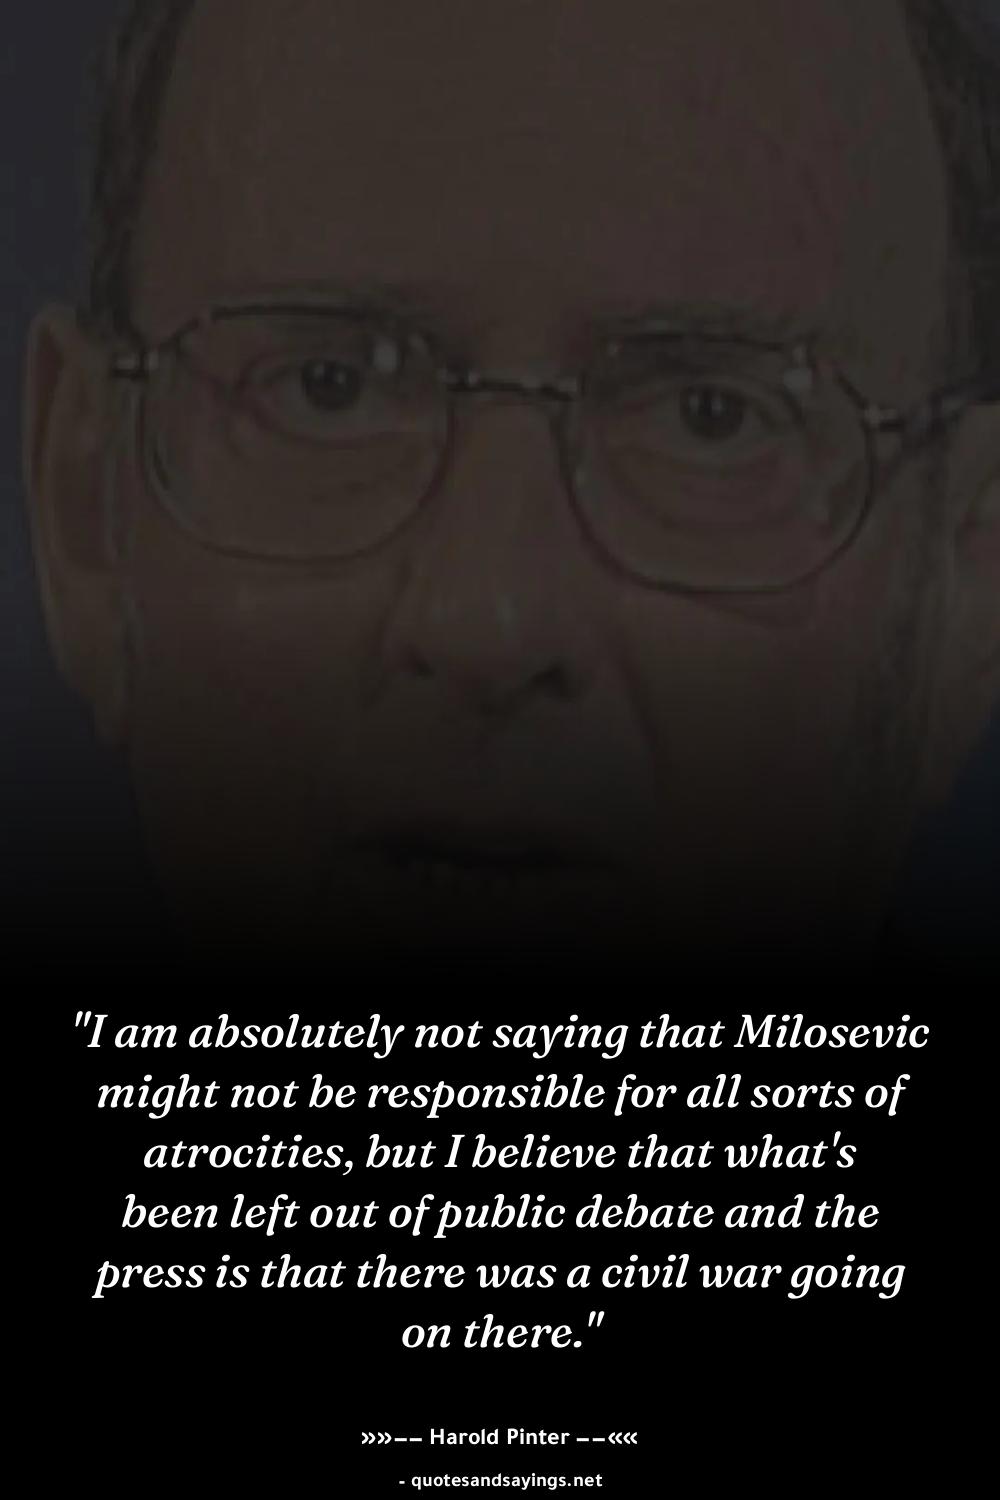 "I am absolutely not saying that Milosevic
might not be responsible for all sorts of
atrocities, but I believe that what's
been left out of public debate and the
press is that there was a civil war going
on there."
»»−− Harold Pinter −−««
- quotesandsayings.net